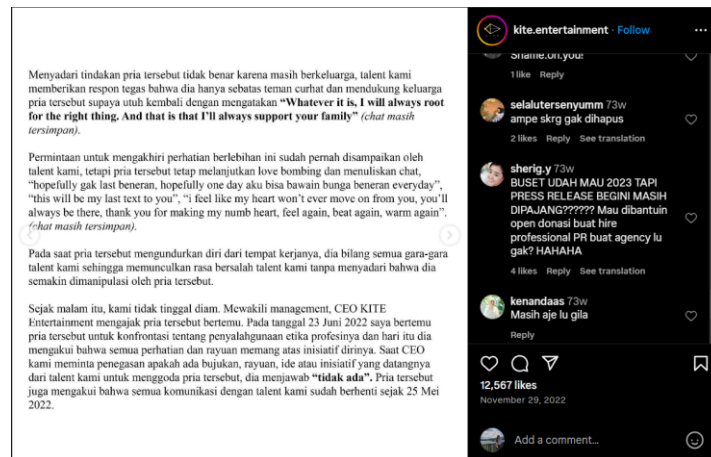 Menyadari tindakan pria tersebut tidak benar karena masih berkeluarga, talent kami
memberikan respon tegas bahwa dia hanya sebatas teman curhat dan mendukung keluarga
pria tersebut supaya utuh kembali dengan mengatakan “Whatever it is, I will always root
for the right thing. And that is that I’ll always support your family” (chat masih
tersimpan).
Permintaan untuk mengakhiri perhatian berlebihan ini sudah pernah disampaikan oleh
talent kami, tetapi pria tersebut tetap melanjutkan love bombing dan menuliskan chat,
“hopefully gak last beneran, hopefully one day aku bisa bawain bunga beneran everyday”,
“this will be my last text to you”, “i feel like my heart won’t ever move on from you, you’ll
always be there, thank you for making my numb heart, feel again, beat again, warm again”.
(chat masih tersimpan).
Pada saat pria tersebut mengundurkan diri dari tempat kerjanya, dia bilang semua gara-gara
talent kami sehingga memunculkan rasa bersalah talent kami tanpa menyadari bahwa dia
semakin dimanipulasi oleh pria tersebut.
Sejak malam itu, kami tidak tinggal diam. Mewakili management, CEO KITE
Entertainment mengajak pria tersebut bertemu. Pada tanggal 23 Juni 2022 saya bertemu
pria tersebut untuk konfrontasi tentang penyalahgunaan etika profesinya dan hari itu dia
mengakui bahwa semua perhatian dan rayuan memang atas inisiatif dirinya. Saat CEO
kami meminta penegasan apakah ada bujukan, rayuan, ide atau inisiatif yang datangnya
dari talent kami untuk menggoda pria tersebut, dia menjawab “tidak ada”. Pria tersebut
juga mengakui bahwa semua komunikasi dengan talent kami sudah berhenti sejak 25 Mei
2022.
kite.entertainment · Follow
Shame.on.you!
1 like Reply
selalutersenyumm 73w
ampe skrg gak dihapus
2 likes Reply See translation
sherig.y 73w
BUSET UDAH MAU 2023 TAPI
PRESS RELEASE BEGINI MASIH
DIPAJANG?????? Mau dibantuin
open donasi buat hire
professional PR buat agency lu
gak? HAHAHA
4 likes Reply See translation
kenandaas 73w
Masih aje lu gila
Reply
12,567 likes
November 29, 2022
Add a comment...